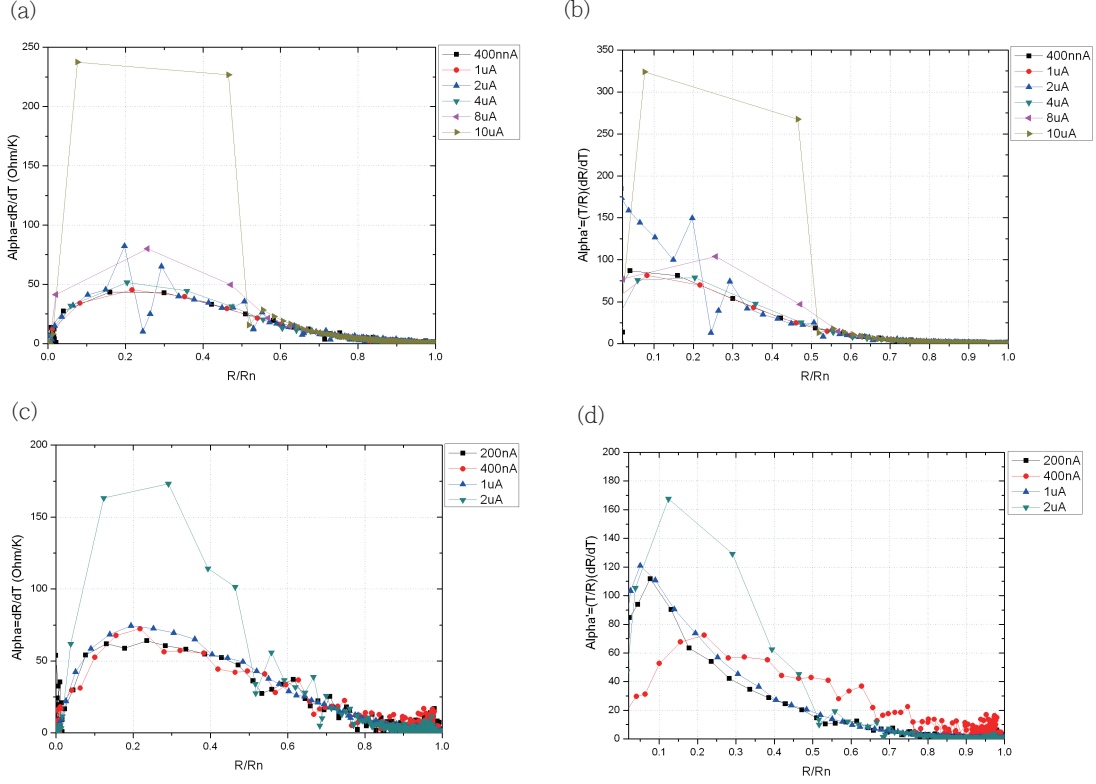 (a)
250
200
150
100
50
0
0.0 0.2 0.4 0.6 0.8 1.0
Alpha=dR/dT (Ohm/K)
R/Rn
400nnA
1uA
2uA
4uA
8uA
10uA
(b)
350
300
250
200
150
100
50
0
0.1 0.2 0.3 0.4 0.5 0.6 0.7 0.8 0.9 1.0
Alpha'=(T/R)(dR/dT)
R/Rn
400nnA
1uA
2uA
4uA
8uA
10uA
(c)
200
150
100
50
0
0.0 0.2 0.4 0.6 0.8 1.0
Alpha=dR/dT (Ohm/K)
R/Rn
200nA
400nA
1uA
2uA
(d)
200
180
160
140
120
100
80
60
40
20
0
0.1 0.2 0.3 0.4 0.5 0.6 0.7 0.8 0.9 1.0
Alpha'=(T/R)(dR/dT)
R/Rn
200nA
400nA
1uA
2uA